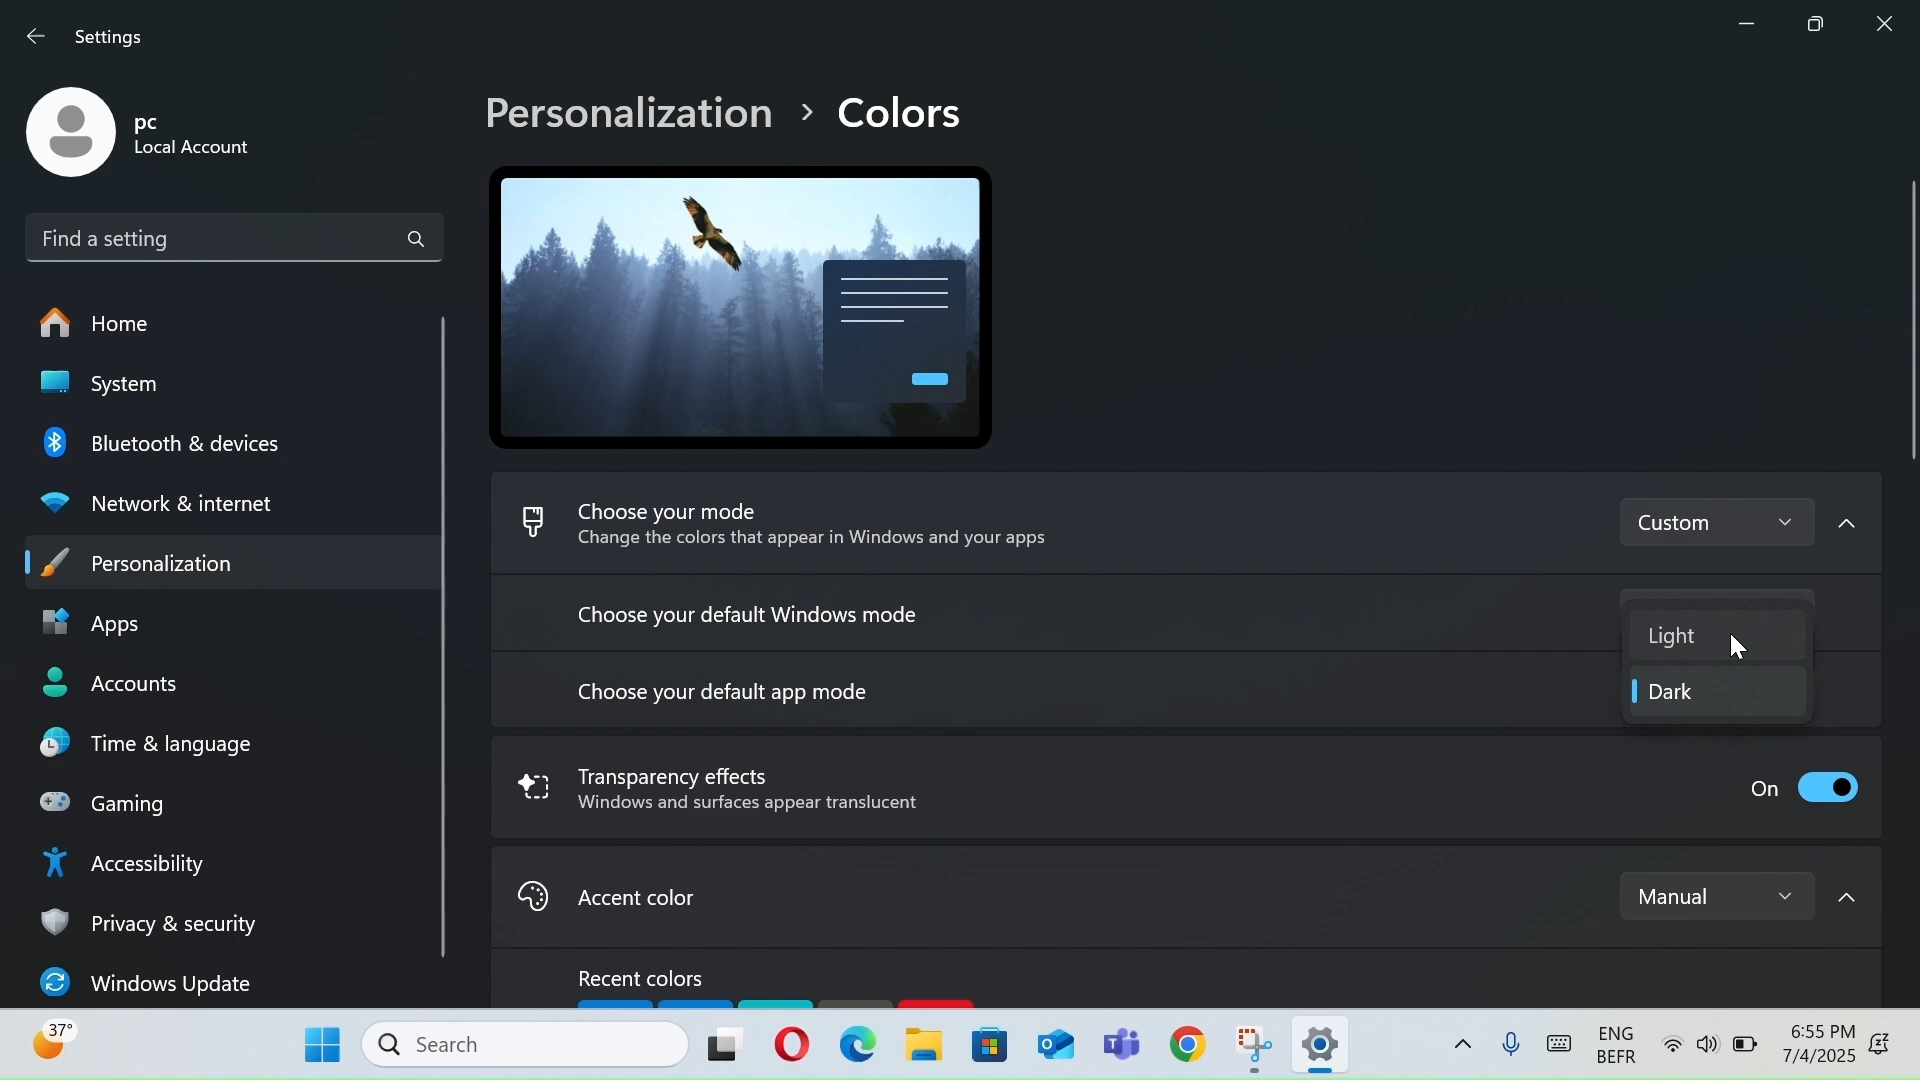 Settings
pc
Local Account
Find a setting
Home
System
Bluetooth & devices
Network & internet
Personalization
Apps
Accounts
Time & language
Gaming
Accessibility
Privacy & security
Windows Update
Personalization > Colors
Choose your mode
Change the colors that appear in Windows and your apps
Custom
Choose your default Windows mode
Light
Choose your default app mode
Dark
Transparency effects
Windows and surfaces appear translucent
On
Accent color
Manual
Recent colors
37°
Search
ENG
BEFR
6:55 PM
7/4/2025